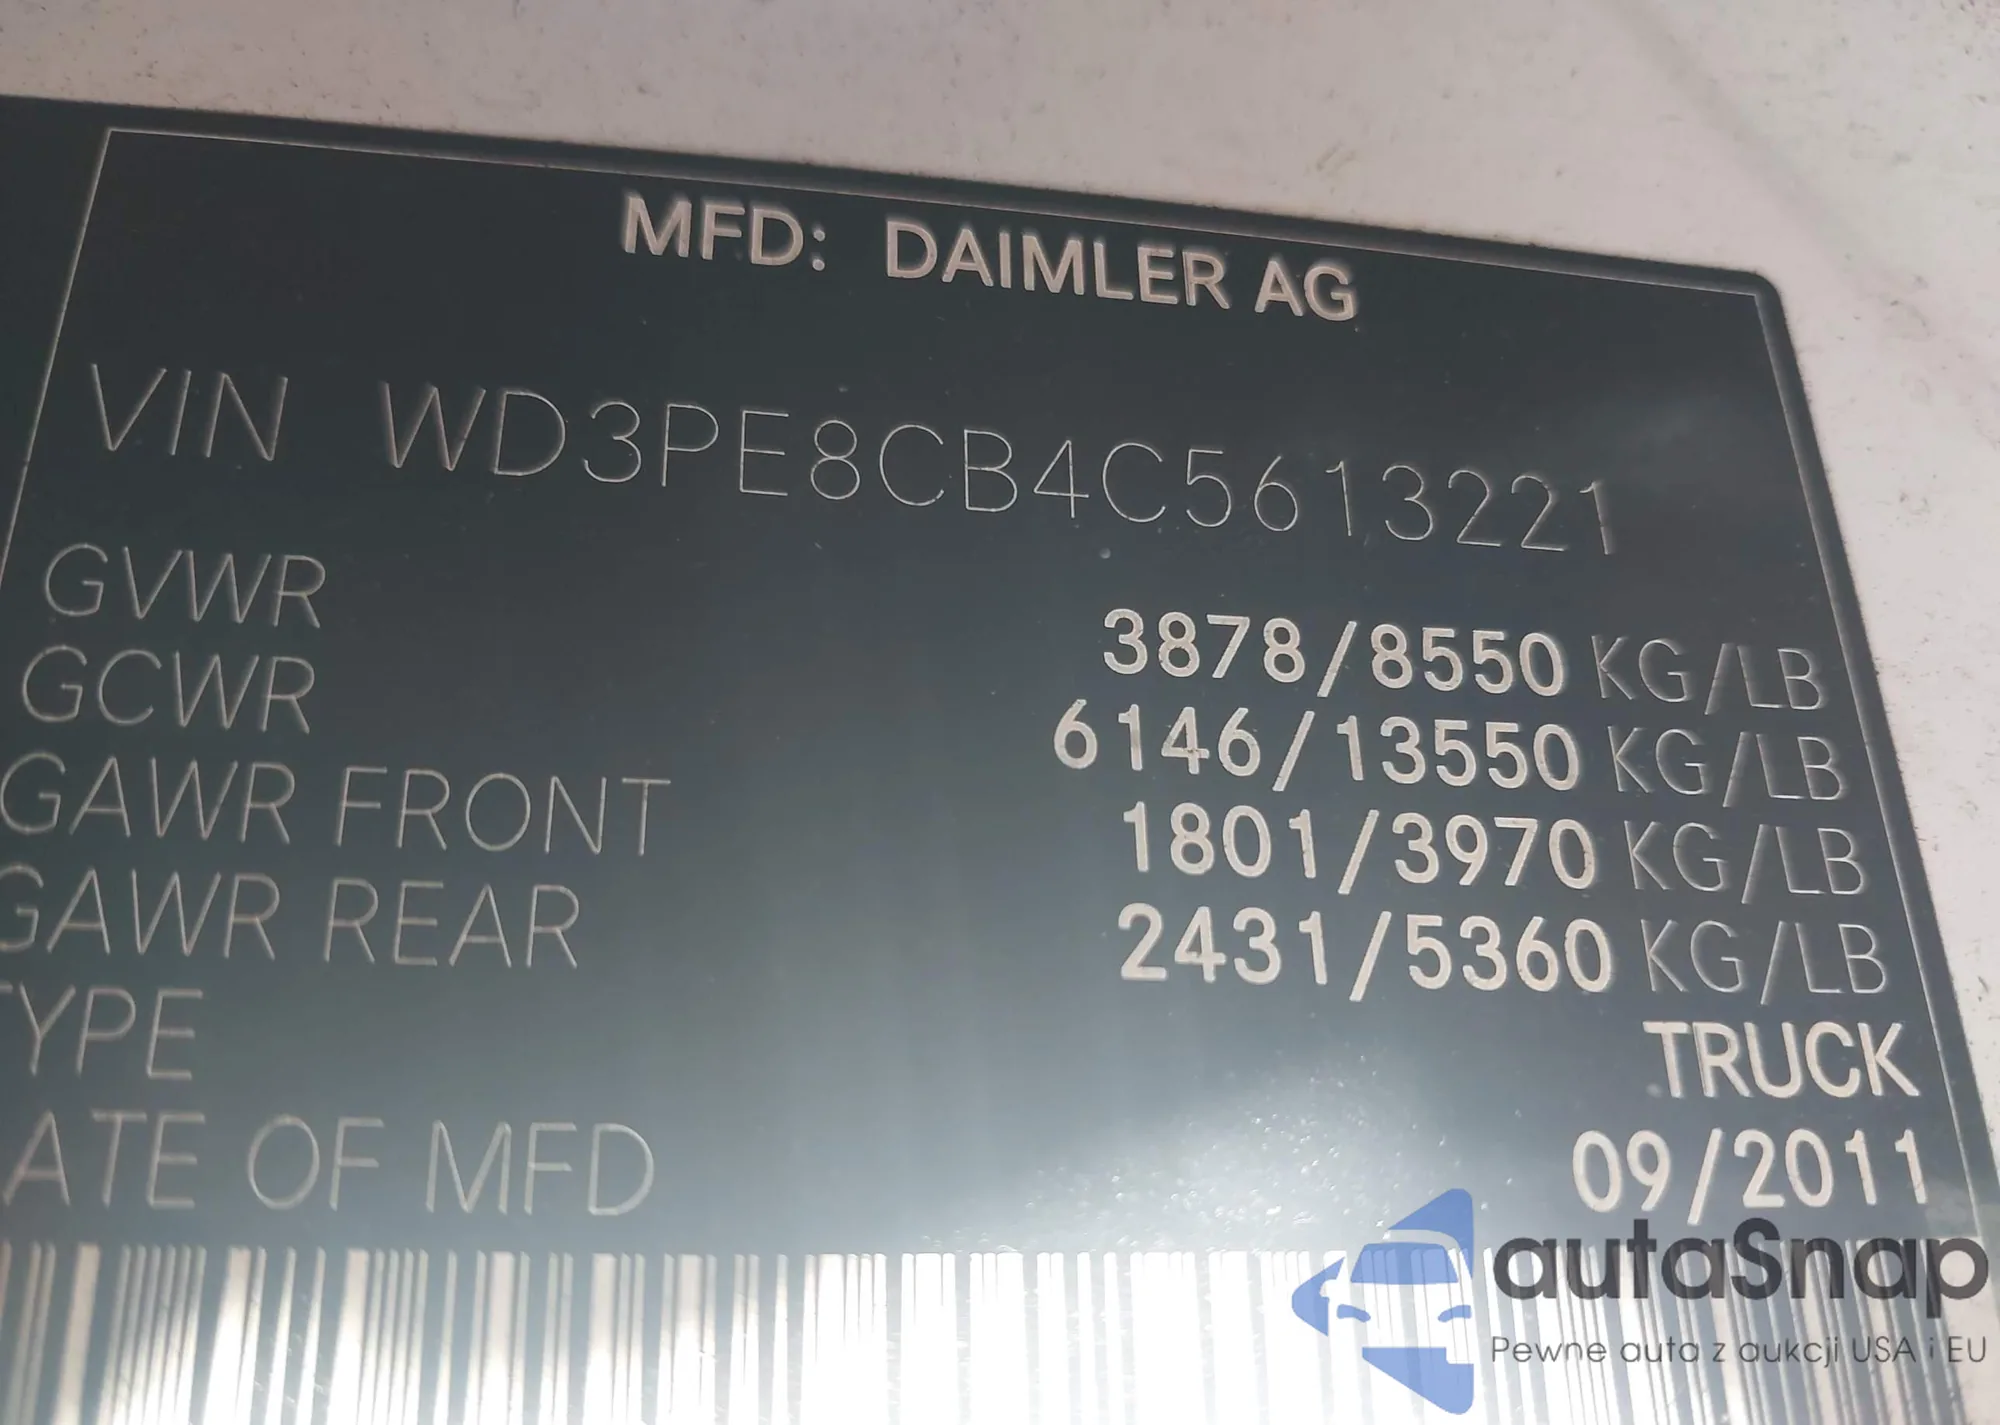 MFD: DAIMLER AG
VIN WD3PE8CB4C5613221
GVWR 3878/8550 KG/LB
GCWR 6146/13550 KG/LB
GAWR FRONT 1801/3970 KG/LB
GAWR REAR 2431/5360 KG/LB
TYPE TRUCK
ATE OF MFD 09/2011
autaSnap
Pewne auta z aukcji USA i EU